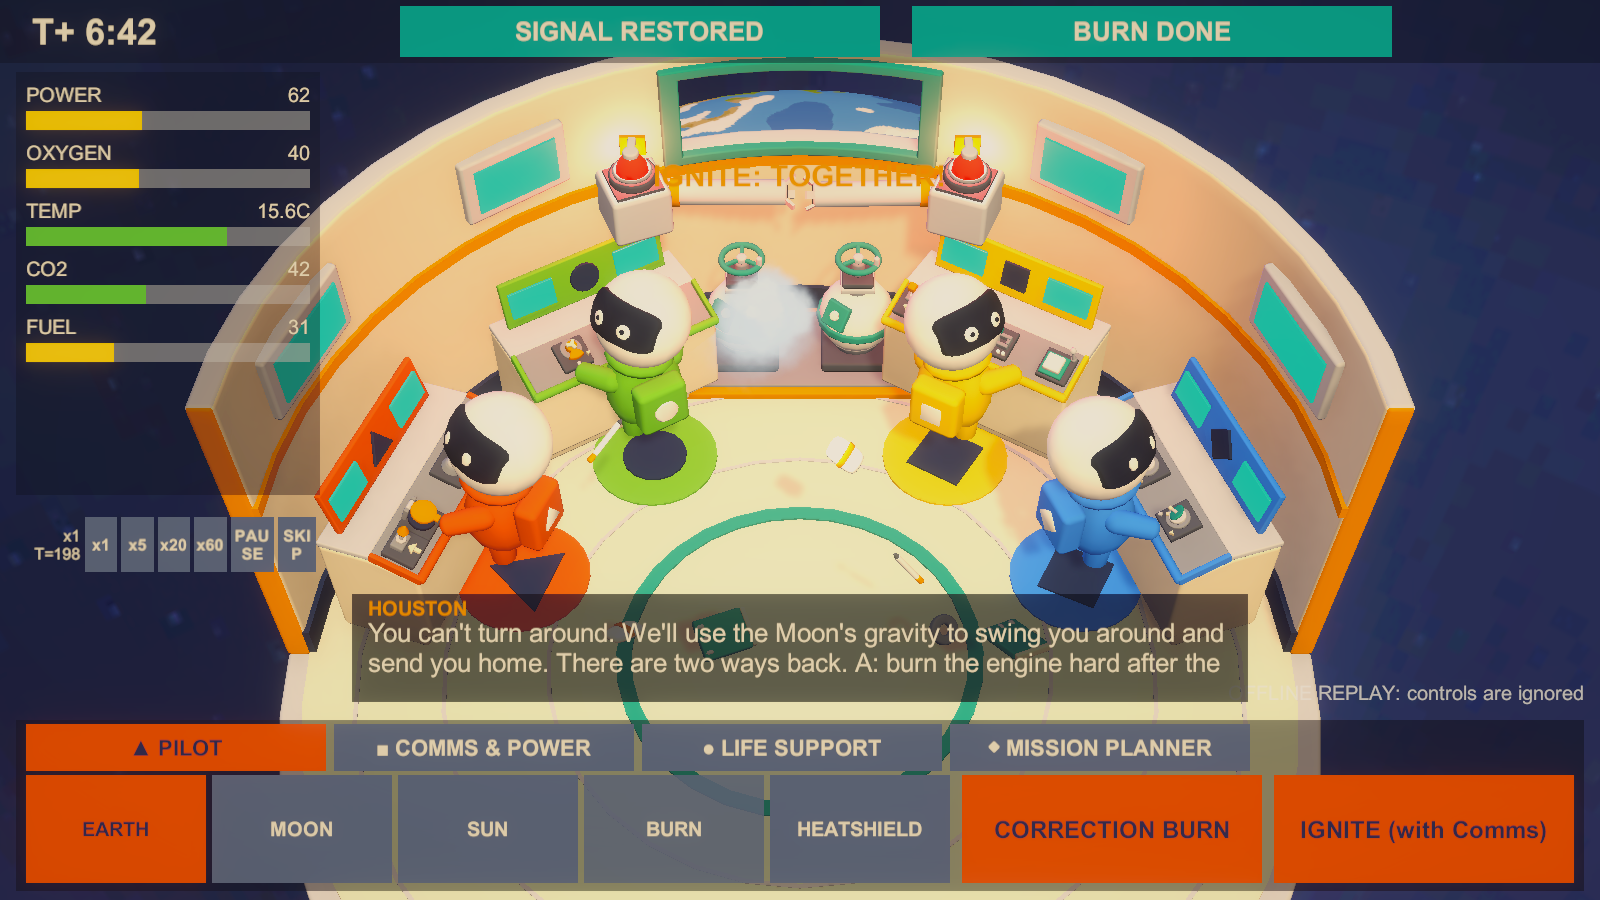 T+ 6:42
SIGNAL RESTORED
BURN DONE
POWER 62
OXYGEN 40
TEMP 15.6C
CO2 42
FUEL 31
IGNITE: TOGETHER
x1
T=198
x1
x5
x20
x60
PAU
SE
SKI
P
HOUSTON
You can't turn around. We'll use the Moon's gravity to swing you around and
send you home. There are two ways back. A: burn the engine hard after the
REPLAY: controls are ignored
▲ PILOT
■ COMMS & POWER
● LIFE SUPPORT
◆ MISSION PLANNER
EARTH
MOON
SUN
BURN
HEATSHIELD
CORRECTION BURN
IGNITE (with Comms)